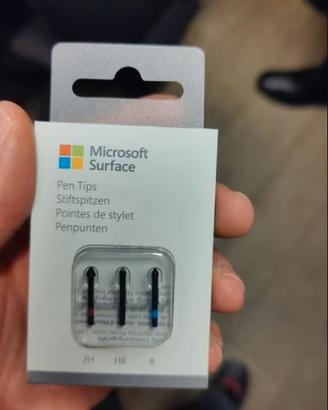 Microsoft
Surface
Pen Tips
Stiftspitzen
Pointes de stylet
Penpunten
2H HB B